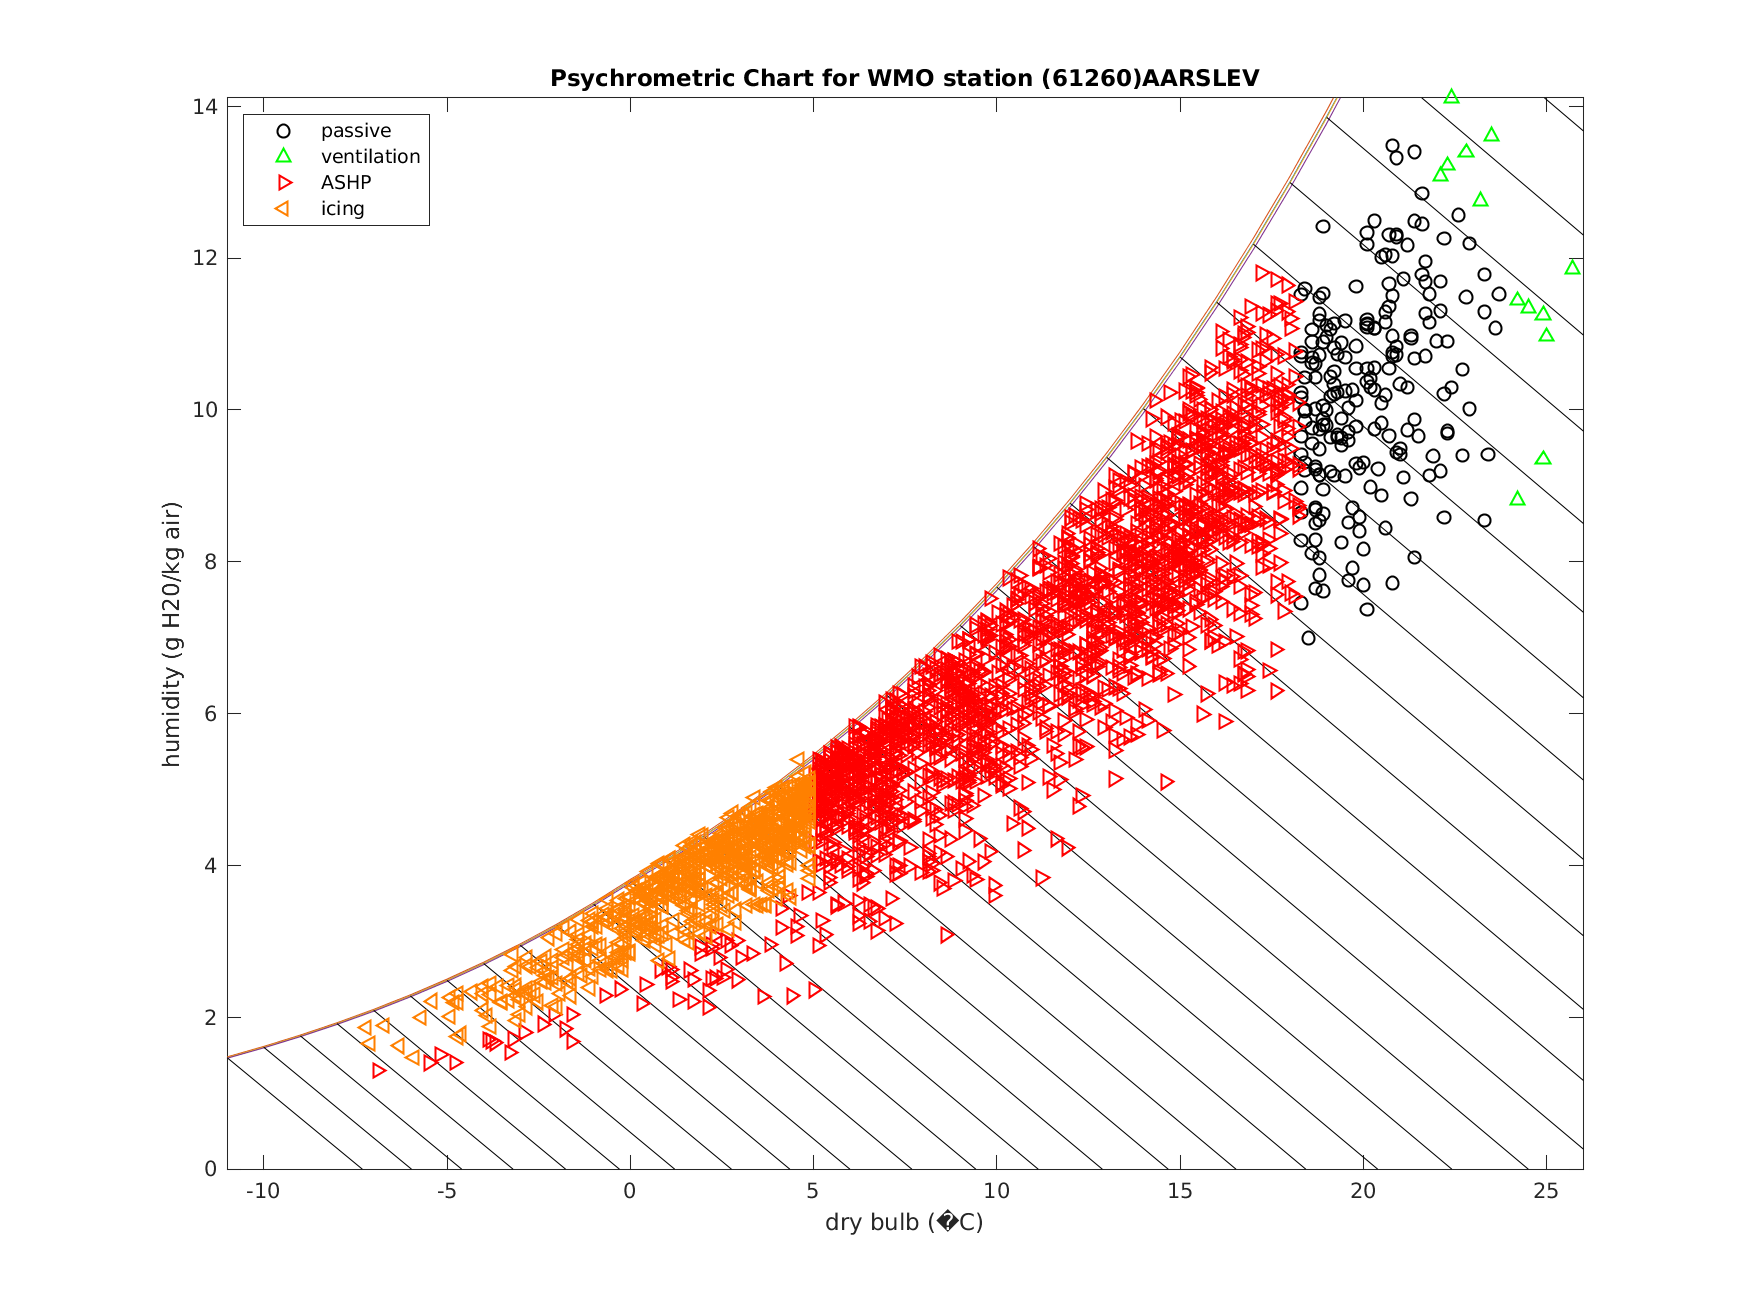 Psychrometric Chart for WMO station (61260)AARSLEV
passive
ventilation
ASHP
icing
14
12
10
8
6
4
2
0
humidity (g H20/kg air)
-10 -5 0 5 10 15 20 25
dry bulb (�C)